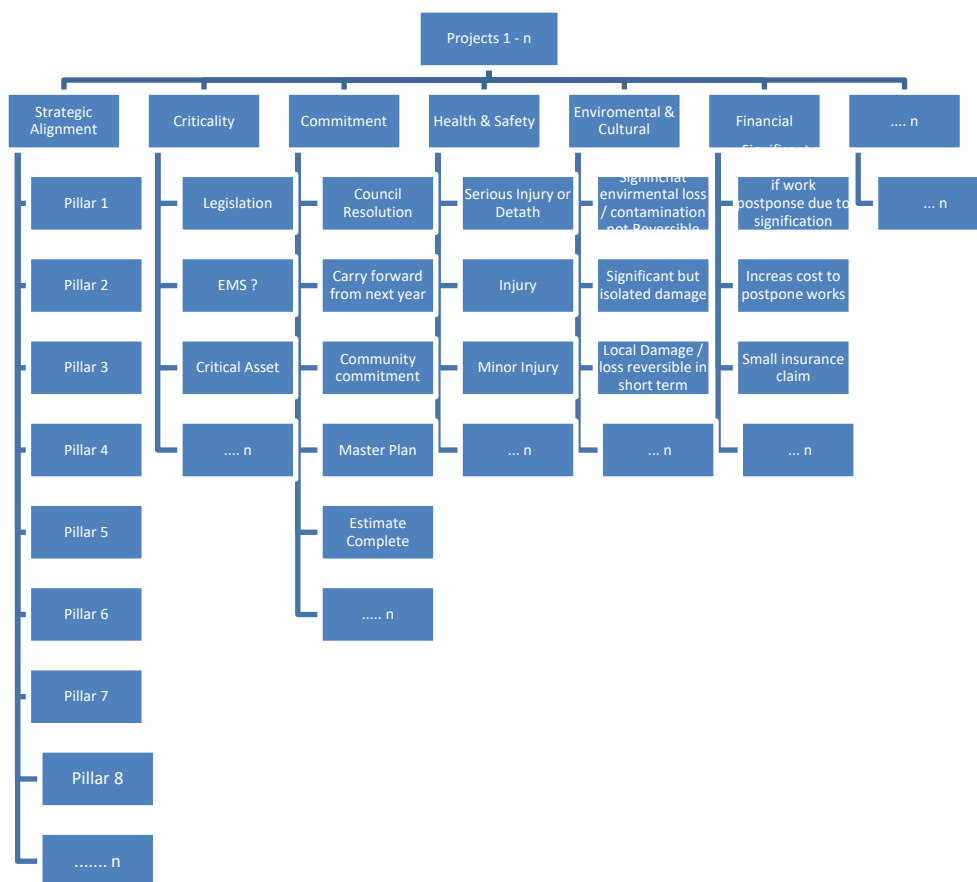 Projects 1 - n
Strategic
Alignment
Criticality
Commitment
Health & Safety
Enviromental &
Cultural
Financial
.... n
Pillar 1
Pillar 2
Pillar 3
Pillar 4
Pillar 5
Pillar 6
Pillar 7
Pillar 8
....... n
Legislation
EMS ?
Critical Asset
.... n
Council
Resolution
Carry forward
from next year
Community
commitment
Master Plan
Estimate
Complete
..... n
Serious Injury or
Detath
Injury
Minor Injury
... n
envirmental loss
/ contamination
not Reversible
Significant but
isolated damage
Local Damage /
loss reversible in
short term
... n
if work
postponse due to
signification
Increas cost to
postpone works
Small insurance
claim
... n
... n